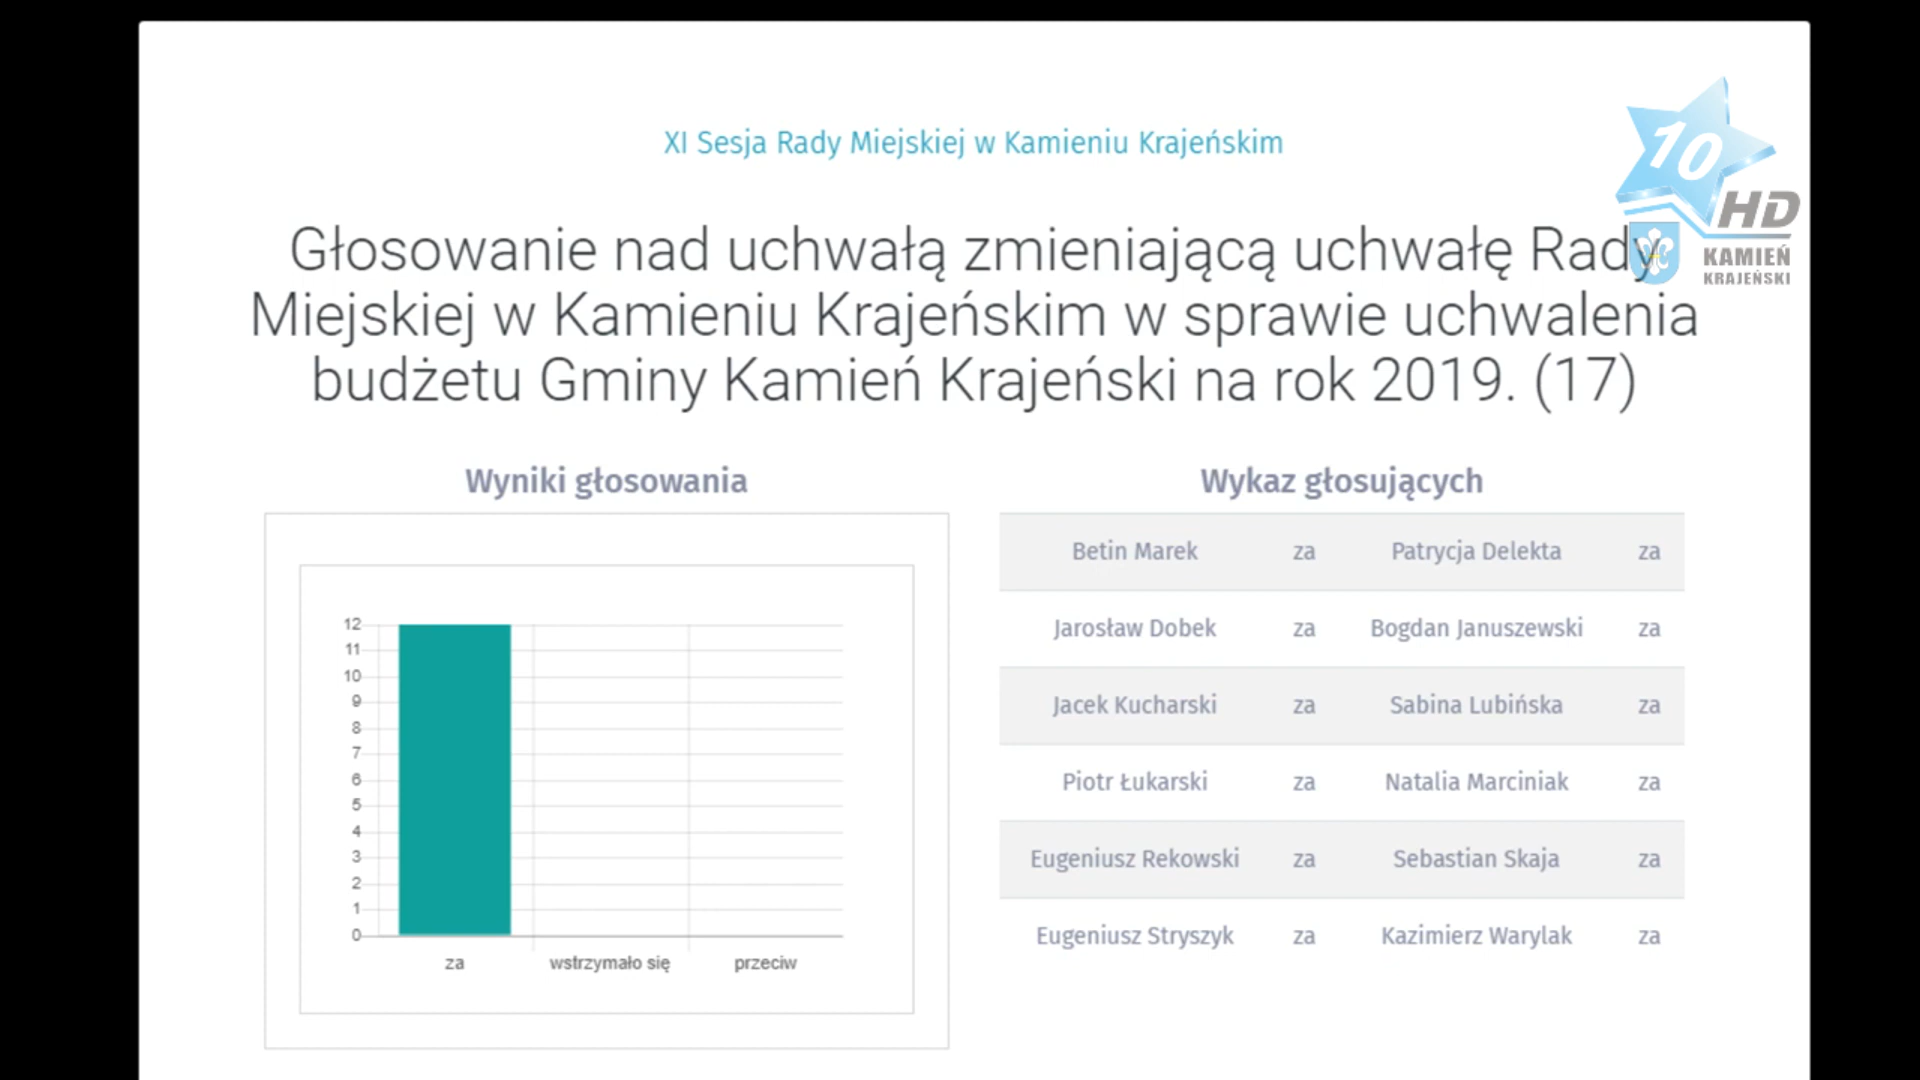 XI Sesja Rady Miejskiej w Kamieniu Krajeńskim
10
HD
KAMIEŃ
KRAJEŃSKI
Głosowanie nad uchwałą zmieniającą uchwałę Rady
Miejskiej w Kamieniu Krajeńskim w sprawie uchwalenia
budżetu Gminy Kamień Krajeński na rok 2019. (17)
Wyniki głosowania
12
11
10
9
8
7
6
5
4
3
2
1
0
za wstrzymało się przeciw
Wykaz głosujących
Betin Marek za Patrycja Delekta za
Jarosław Dobek za Bogdan Januszewski za
Jacek Kucharski za Sabina Lubińska za
Piotr Łukarski za Natalia Marciniak za
Eugeniusz Rekowski za Sebastian Skaja za
Eugeniusz Stryszyk za Kazimierz Warylak za